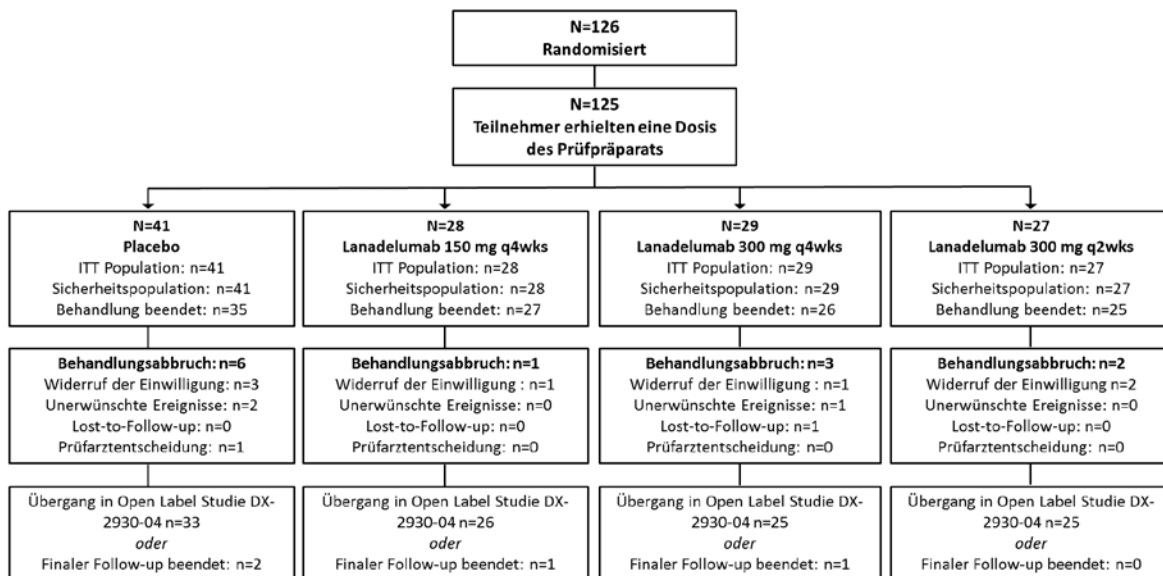 N=126
Randomisiert
N=125
Teilnehmer erhielten eine Dosis
des Prüfpräparats
N=41
Placebo
ITT Population: n=41
Sicherheitspopulation: n=41
Behandlung beendet: n=35
N=28
Lanadelumab 150 mg q4wks
ITT Population: n=28
Sicherheitspopulation: n=28
Behandlung beendet: n=27
N=29
Lanadelumab 300 mg q4wks
ITT Population: n=29
Sicherheitspopulation: n=29
Behandlung beendet: n=26
N=27
Lanadelumab 300 mg q2wks
ITT Population: n=27
Sicherheitspopulation: n=27
Behandlung beendet: n=25
Behandlungsabbruch: n=6
Widerruf der Einwilligung: n=3
Unerwünschte Ereignisse: n=2
Lost-to-Follow-up: n=0
Prüfarztentscheidung: n=1
Behandlungsabbruch: n=1
Widerruf der Einwilligung : n=1
Unerwünschte Ereignisse: n=0
Lost-to-Follow-up: n=0
Prüfarztentscheidung: n=0
Behandlungsabbruch: n=3
Widerruf der Einwilligung : n=1
Unerwünschte Ereignisse: n=1
Lost-to-Follow-up: n=1
Prüfarztentscheidung: n=0
Behandlungsabbruch: n=2
Widerruf der Einwilligung n=2
Unerwünschte Ereignisse: n=0
Lost-to-Follow-up: n=0
Prüfarztentscheidung: n=0
Übergang in Open Label Studie DX-
2930-04 n=33
oder
Finaler Follow-up beendet: n=2
Übergang in Open Label Studie DX-
2930-04 n=26
oder
Finaler Follow-up beendet: n=1
Übergang in Open Label Studie DX-
2930-04 n=25
oder
Finaler Follow-up beendet: n=1
Übergang in Open Label Studie DX-
2930-04 n=25
oder
Finaler Follow-up beendet: n=0